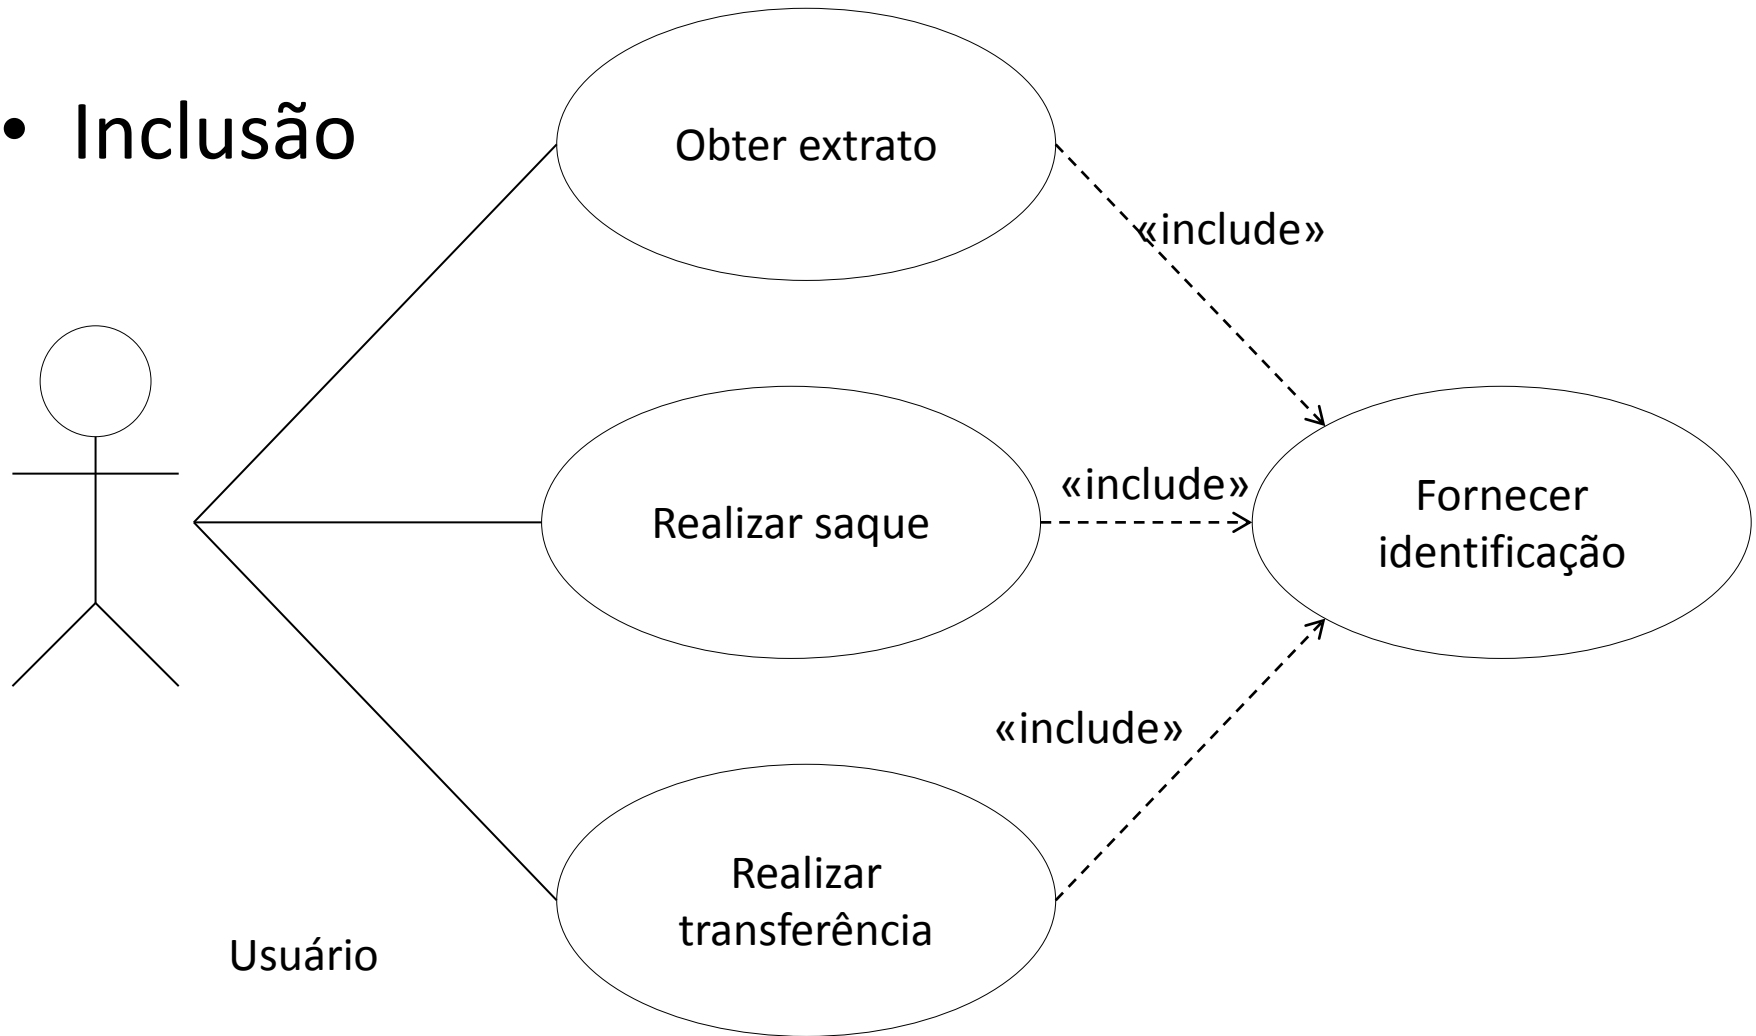 • Inclusão
Obter extrato
«include»
Realizar saque
«include»
Fornecer
identificação
«include»
Realizar
transferência
Usuário